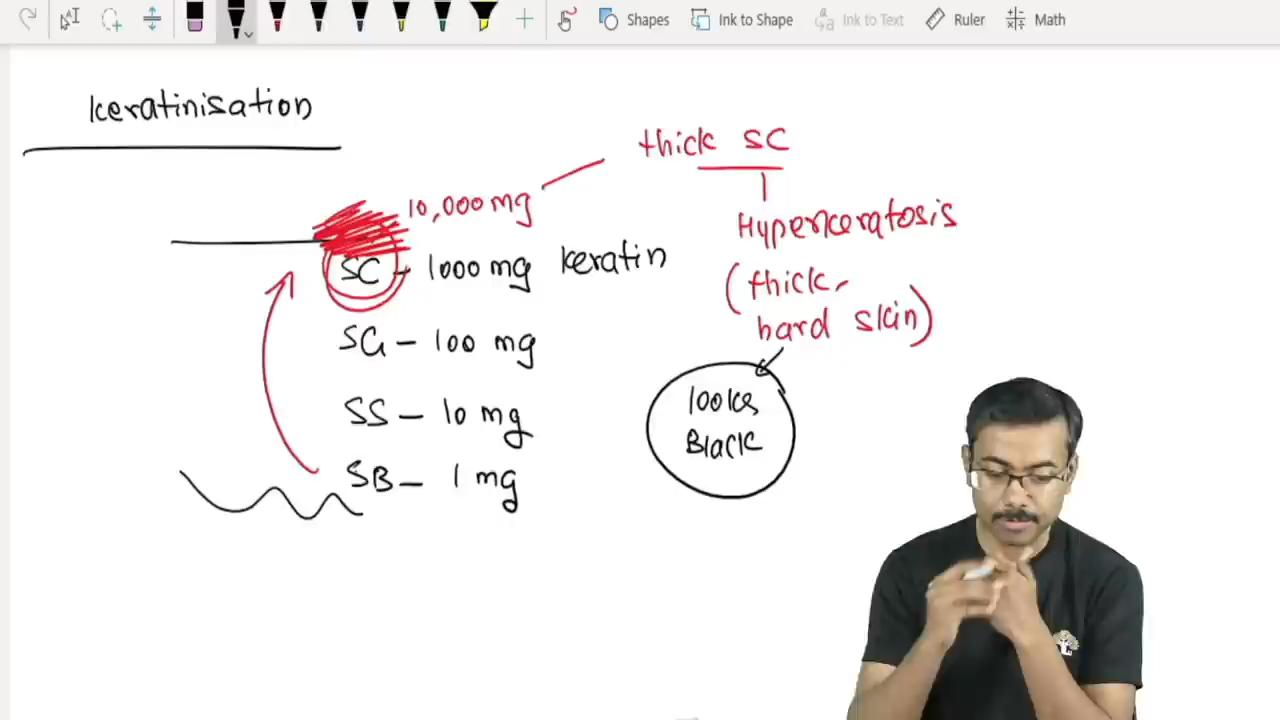 Shapes
Ink to Shape
Ink to Text
Ruler
Math
keratinisation
thick SC
10,000 mg
Hyperkeratosis
SC - 1000 mg keratin
(thick,
hard skin)
SG - 100 mg
looks
Black
SS - 10 mg
SB - 1 mg